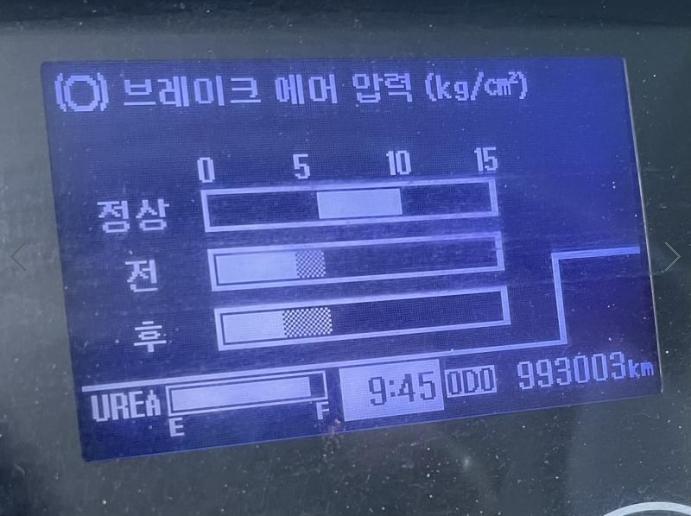 (O) 브레이크 에어 압력 (kg/cm²)
0 5 10 15
정상
전
후
UREA E F 9:45 ODO 993003km